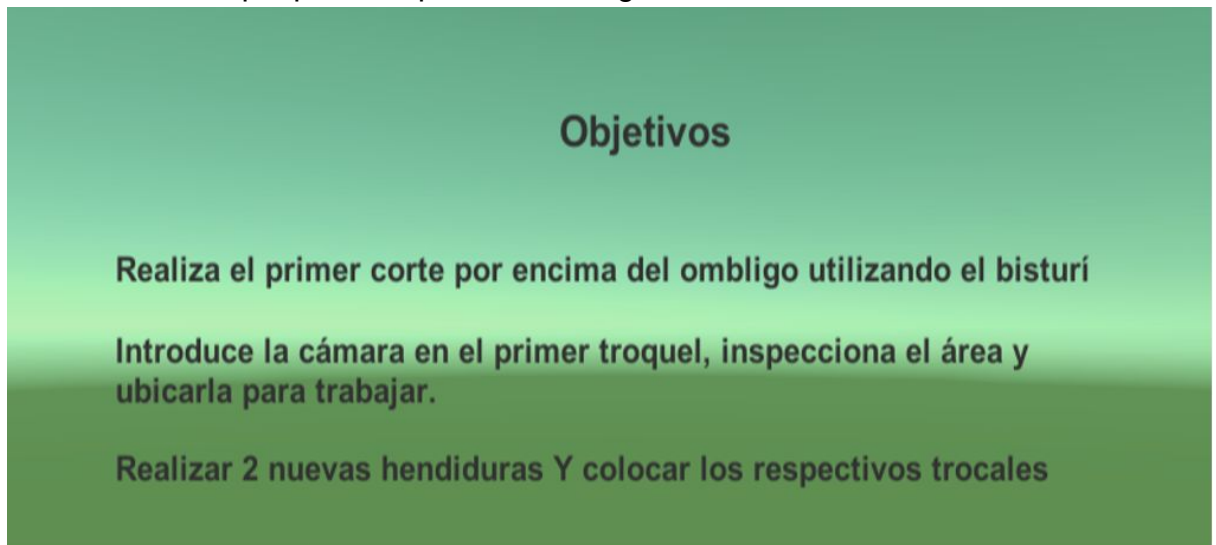 Objetivos
Realiza el primer corte por encima del ombligo utilizando el bisturí
Introduce la cámara en el primer troquel, inspecciona el área y
ubicarla para trabajar.
Realizar 2 nuevas hendiduras Y colocar los respectivos trocales